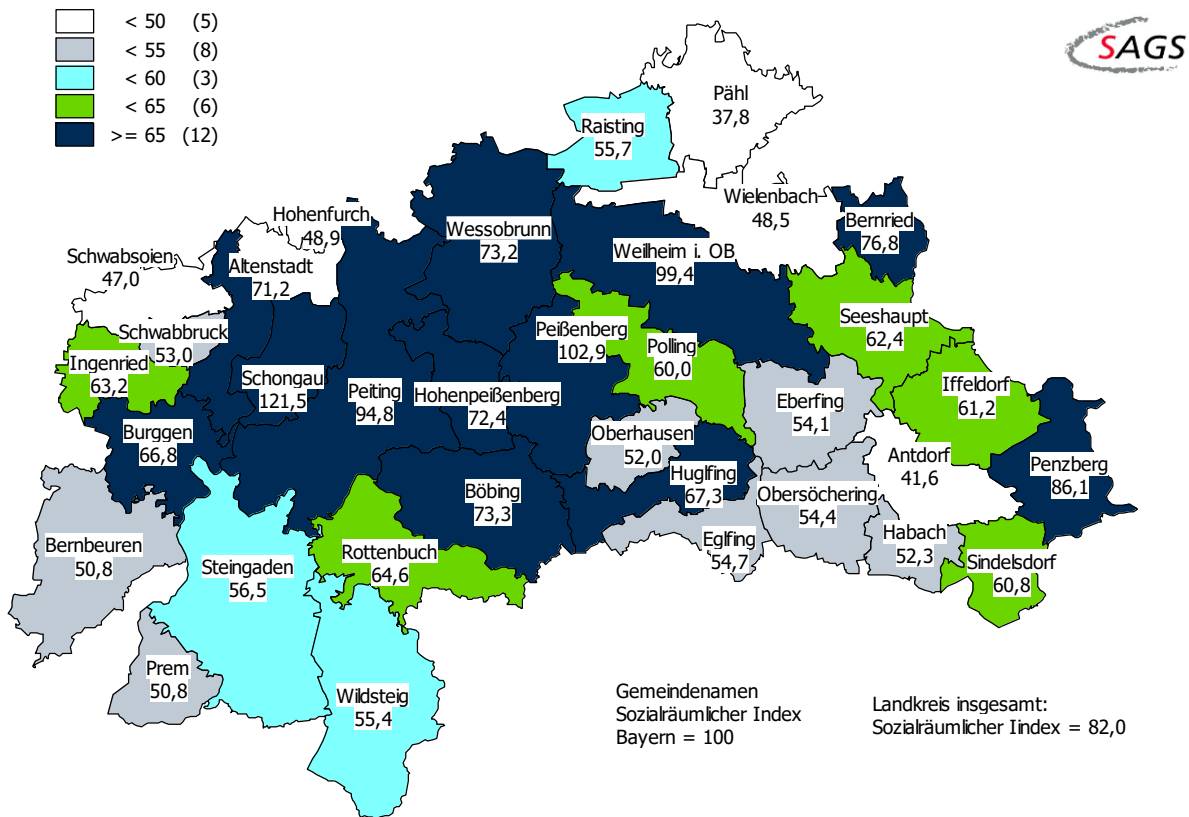 < 50 (5)
< 55 (8)
< 60 (3)
< 65 (6)
>= 65 (12)
SAGS
Pähl
37,8
Raisting
55,7
Wielenbach
48,5
Bernried
76,8
Hohenfurch
48,9
Wessobrunn
73,2
Weilheim i. OB
99,4
Schwabsoien
47,0
Altenstadt
71,2
Seeshaupt
62,4
Schwabbruck
53,0
Peißenberg
102,9
Polling
60,0
Ingenried
63,2
Schongau
121,5
Peiting
94,8
Hohenpeißenberg
72,4
Eberfing
54,1
Iffeldorf
61,2
Burggen
66,8
Oberhausen
52,0
Antdorf
41,6
Penzberg
86,1
Huglfing
67,3
Böbing
73,3
Obersöchering
54,4
Bernbeuren
50,8
Eglfing
54,7
Habach
52,3
Rottenbuch
64,6
Steingaden
56,5
Sindelsdorf
60,8
Prem
50,8
Wildsteig
55,4
Gemeindenamen
Sozialräumlicher Index
Bayern = 100
Landkreis insgesamt:
Sozialräumlicher Iindex = 82,0